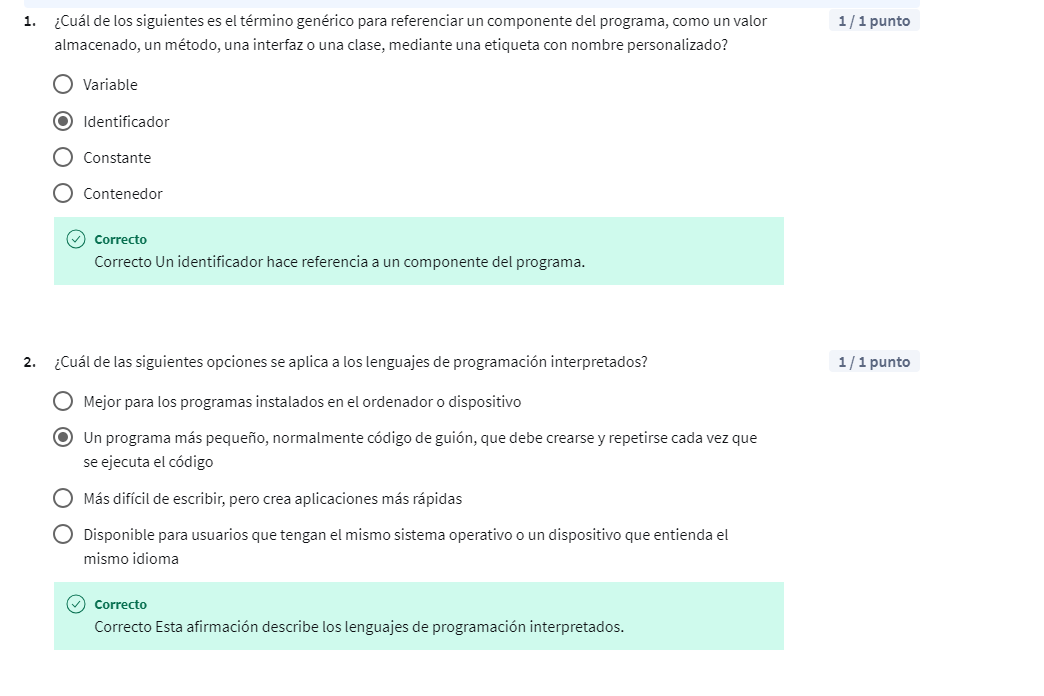 1. ¿Cuál de los siguientes es el término genérico para referenciar un componente del programa, como un valor
almacenado, un método, una interfaz o una clase, mediante una etiqueta con nombre personalizado?
1 / 1 punto
Variable
Identificador
Constante
Contenedor
Correcto
Correcto Un identificador hace referencia a un componente del programa.
2. ¿Cuál de las siguientes opciones se aplica a los lenguajes de programación interpretados?
1 / 1 punto
Mejor para los programas instalados en el ordenador o dispositivo
Un programa más pequeño, normalmente código de guión, que debe crearse y repetirse cada vez que
se ejecuta el código
Más difícil de escribir, pero crea aplicaciones más rápidas
Disponible para usuarios que tengan el mismo sistema operativo o un dispositivo que entienda el
mismo idioma
Correcto
Correcto Esta afirmación describe los lenguajes de programación interpretados.